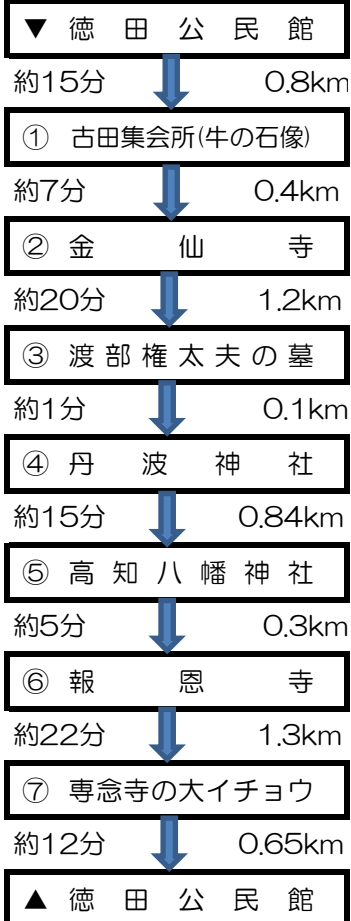 ▼ 徳田公民館
約15分 0.8km
① 古田集会所(牛の石像)
約7分 0.4km
② 金仙寺
約20分 1.2km
③ 渡部権太夫の墓
約1分 0.1km
④ 丹波神社
約15分 0.84km
⑤ 高知八幡神社
約5分 0.3km
⑥ 報恩寺
約22分 1.3km
⑦ 専念寺の大イチョウ
約12分 0.65km
▲ 徳田公民館